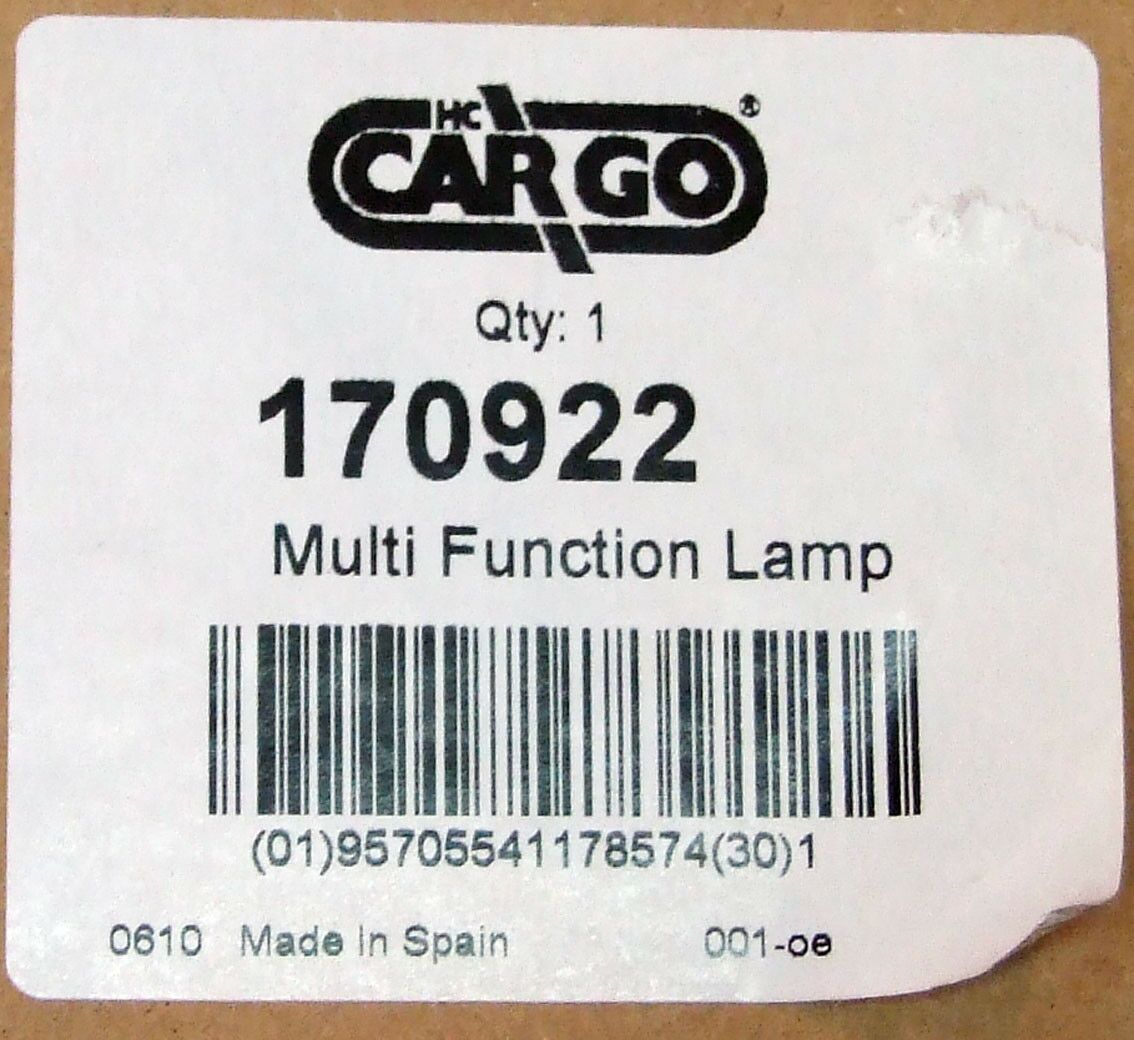 HC
CARGO®
Qty: 1
170922
Multi Function Lamp
(01)95705541178574(30)1
0610 Made in Spain 001-oe